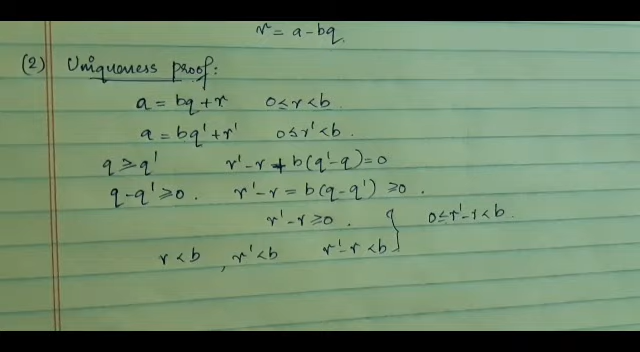 r = a - bq.
(2) Uniqueness proof:
a = bq + r 0 ≤ r < b.
a = bq' + r' 0 ≤ r' < b.
q ≥ q' r' - r + b(q' - q) = 0
q - q' ≥ 0. r' - r = b(q - q') ≥ 0.
r' - r ≥ 0. } 0 ≤ r' - r < b.
r < b, r' < b r' - r < b